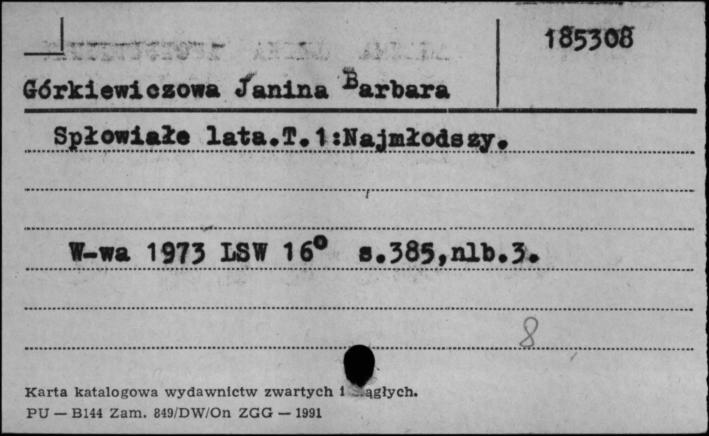 185308
Górkiewiczowa Janina Barbara
Spłowiałe lata.T.1:Najmłodszy.
W-wa 1973 LSW 16° s.385,nlb.3.
8
Karta katalogowa wydawnictw zwartych i
PU — B144 Zam. 849/DW/On ZGG — 1991